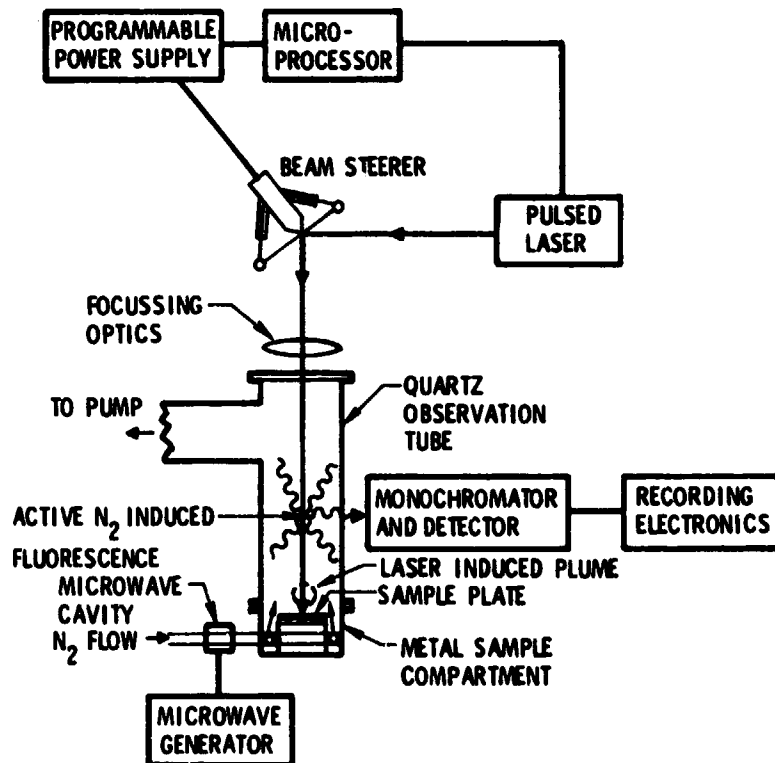 PROGRAMMABLE
POWER SUPPLY
MICRO-
PROCESSOR
BEAM STEERER
PULSED
LASER
FOCUSSING
OPTICS
TO PUMP
QUARTZ
OBSERVATION
TUBE
ACTIVE N2 INDUCED
FLUORESCENCE
MONOCHROMATOR
AND DETECTOR
RECORDING
ELECTRONICS
LASER INDUCED PLUME
SAMPLE PLATE
MICROWAVE
CAVITY
N2 FLOW
METAL SAMPLE
COMPARTMENT
MICROWAVE
GENERATOR